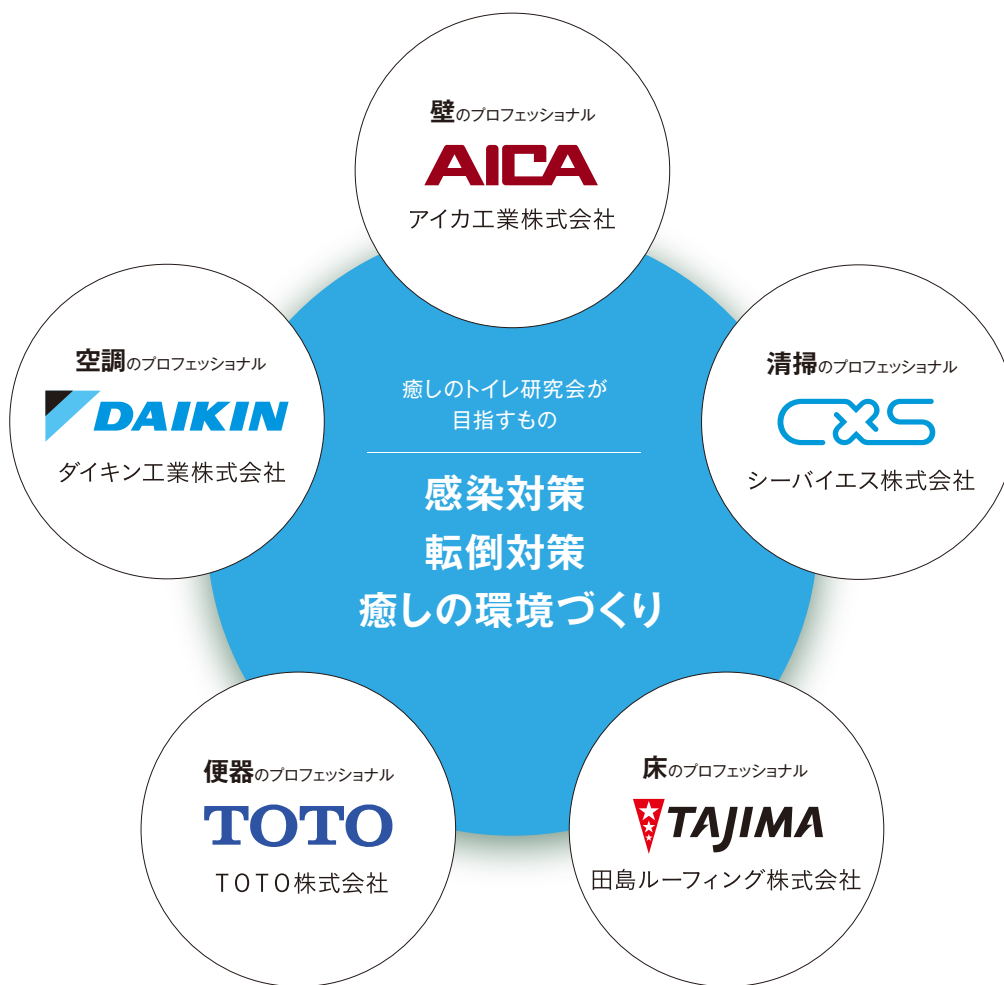 壁のプロフェッショナル
AICA
アイカ工業株式会社
空調のプロフェッショナル
DAIKIN
ダイキン工業株式会社
清掃のプロフェッショナル
CXS
シーバイエス株式会社
癒しのトイレ研究会が
目指すもの
感染対策
転倒対策
癒しの環境づくり
便器のプロフェッショナル
TOTO
TOTO株式会社
床のプロフェッショナル
TAJIMA
田島ルーフィング株式会社